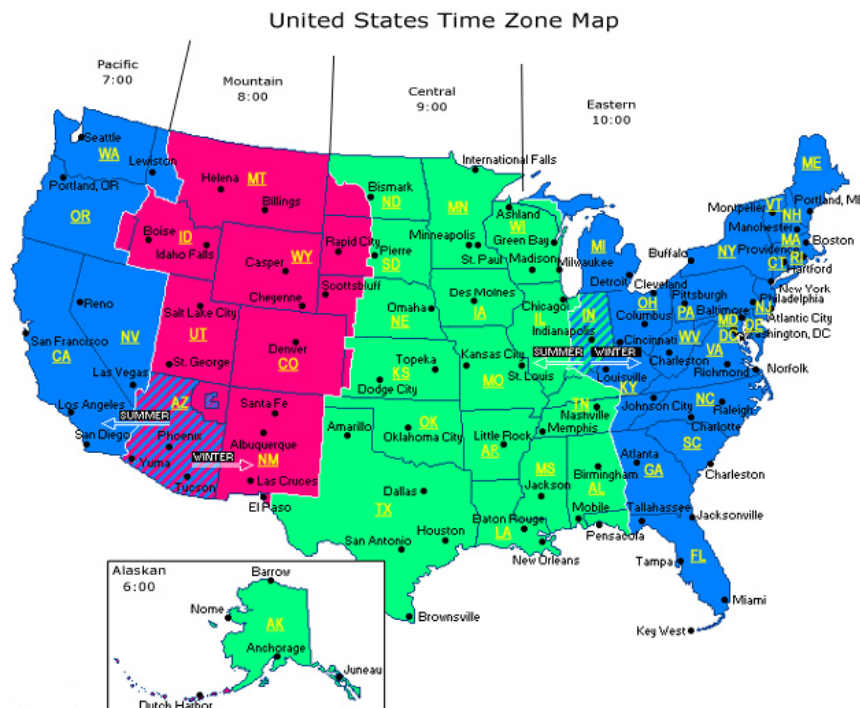 United States Time Zone Map
Pacific
7:00
Mountain
8:00
Central
9:00
Eastern
10:00
Seattle
WA
Lewiston
Portland, OR
OR
Helena
MT
Billings
Boise
ID
Idaho Falls
WY
Casper
Cheyenne
Reno
NV
Salt Lake City
UT
St. George
San Francisco
CA
Las Vegas
Los Angeles
San Diego
SUMMER
AZ
Phoenix
Yuma
WINTER
Tucson
Denver
CO
Santa Fe
Albuquerque
NM
Las Cruces
El Paso
International Falls
Bismark
ND
MN
Rapid City
Pierre
SD
Minneapolis
St. Paul
Scottsbluff
Omaha
NE
Des Moines
IA
Ashland
WI
Green Bay
Madison
Milwaukee
Chicago
IL
Topeka
KS
Dodge City
Kansas City
MO
St. Louis
Amarillo
OK
Oklahoma City
Little Rock
AR
Dallas
TX
San Antonio
Houston
Brownsville
Baton Rouge
LA
New Orleans
MS
Jackson
Memphis
TN
Nashville
Birmingham
AL
Mobile
Pensacola
MI
Detroit
IN
Indianapolis
SUMMER
WINTER
Cleveland
OH
Columbus
Cincinnati
Louisville
KY
Charleston
WV
Pittsburgh
PA
Buffalo
NY
Montpelier
VT
ME
Portland, ME
NH
Manchester
MA
Boston
Providence
RI
CT
Hartford
New York
Philadelphia
NJ
Baltimore
Atlantic City
MD
DE
DC
Washington, DC
VA
Richmond
Norfolk
Johnson City
NC
Raleigh
Charlotte
SC
Charleston
Atlanta
GA
Tallahassee
Jacksonville
FL
Tampa
Miami
Key West
Alaskan
6:00
Barrow
Nome
AK
Anchorage
Juneau
Dutch Harbor